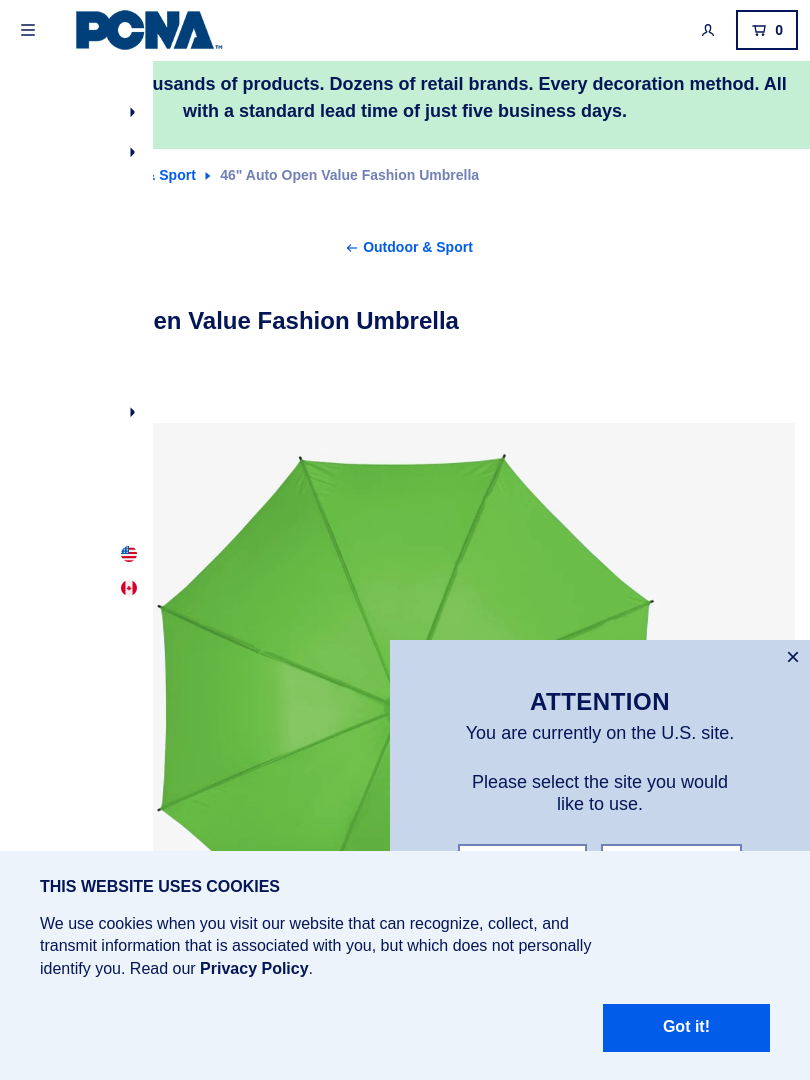 PCNA™
0
usands of products. Dozens of retail brands. Every decoration method. All
with a standard lead time of just five business days.
& Sport
46" Auto Open Value Fashion Umbrella
Outdoor & Sport
en Value Fashion Umbrella
ATTENTION
You are currently on the U.S. site.
Please select the site you would
like to use.
THIS WEBSITE USES COOKIES
We use cookies when you visit our website that can recognize, collect, and
transmit information that is associated with you, but which does not personally
identify you. Read our Privacy Policy.
Got it!